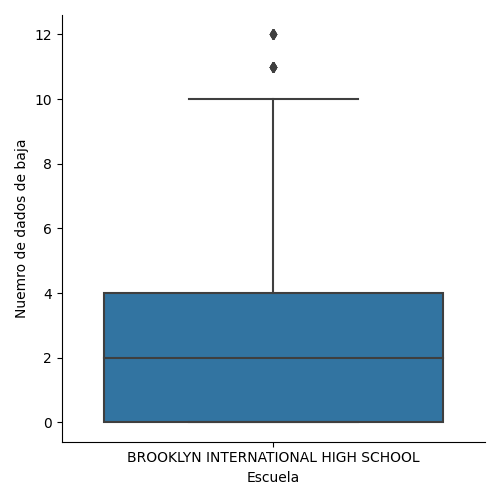 12
10
8
6
4
2
0
Nuemro de dados de baja
BROOKLYN INTERNATIONAL HIGH SCHOOL
Escuela